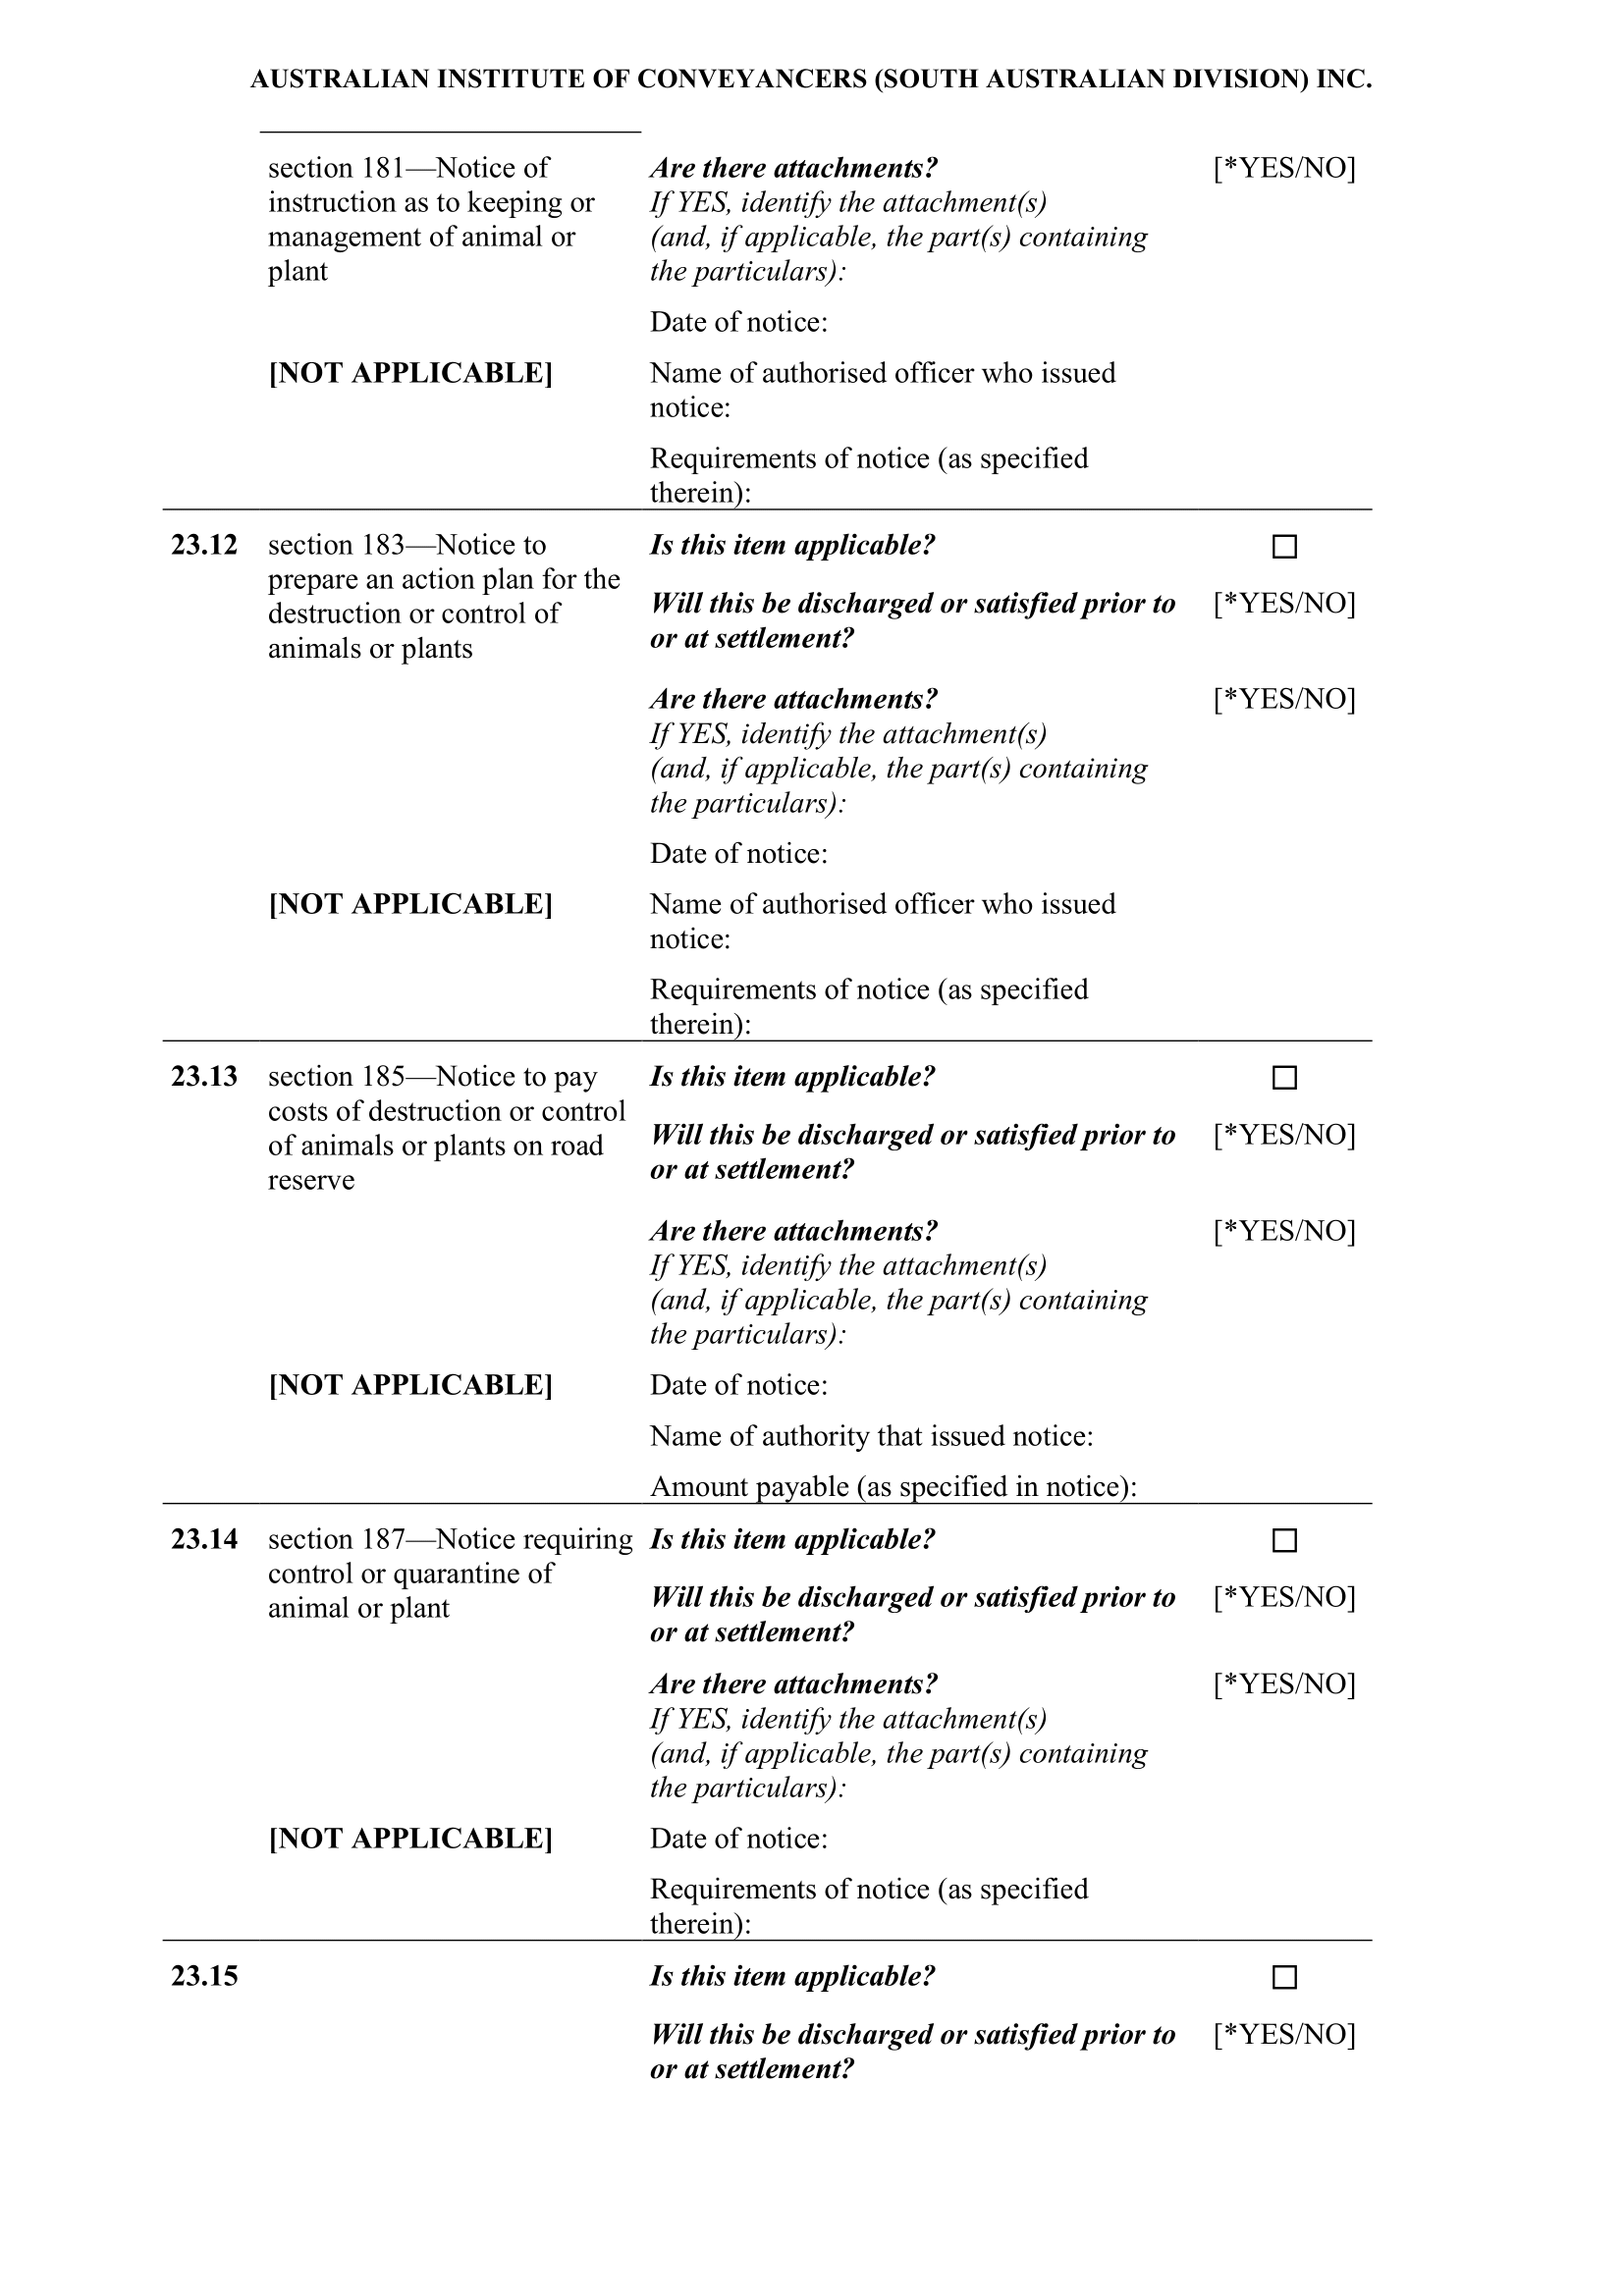 AUSTRALIAN INSTITUTE OF CONVEYANCERS (SOUTH AUSTRALIAN DIVISION) INC.
section 181—Notice of
instruction as to keeping or
management of animal or
plant
[NOT APPLICABLE]
Are there attachments? [*YES/NO]
If YES, identify the attachment(s)
(and, if applicable, the part(s) containing
the particulars):
Date of notice:
Name of authorised officer who issued
notice:
Requirements of notice (as specified
therein):
23.12
section 183—Notice to
prepare an action plan for the
destruction or control of
animals or plants
[NOT APPLICABLE]
Is this item applicable? ☐
Will this be discharged or satisfied prior to [*YES/NO]
or at settlement?
Are there attachments? [*YES/NO]
If YES, identify the attachment(s)
(and, if applicable, the part(s) containing
the particulars):
Date of notice:
Name of authorised officer who issued
notice:
Requirements of notice (as specified
therein):
23.13
section 185—Notice to pay
costs of destruction or control
of animals or plants on road
reserve
[NOT APPLICABLE]
Is this item applicable? ☐
Will this be discharged or satisfied prior to [*YES/NO]
or at settlement?
Are there attachments? [*YES/NO]
If YES, identify the attachment(s)
(and, if applicable, the part(s) containing
the particulars):
Date of notice:
Name of authority that issued notice:
Amount payable (as specified in notice):
23.14
section 187—Notice requiring
control or quarantine of
animal or plant
[NOT APPLICABLE]
Is this item applicable? ☐
Will this be discharged or satisfied prior to [*YES/NO]
or at settlement?
Are there attachments? [*YES/NO]
If YES, identify the attachment(s)
(and, if applicable, the part(s) containing
the particulars):
Date of notice:
Requirements of notice (as specified
therein):
23.15
Is this item applicable? ☐
Will this be discharged or satisfied prior to [*YES/NO]
or at settlement?